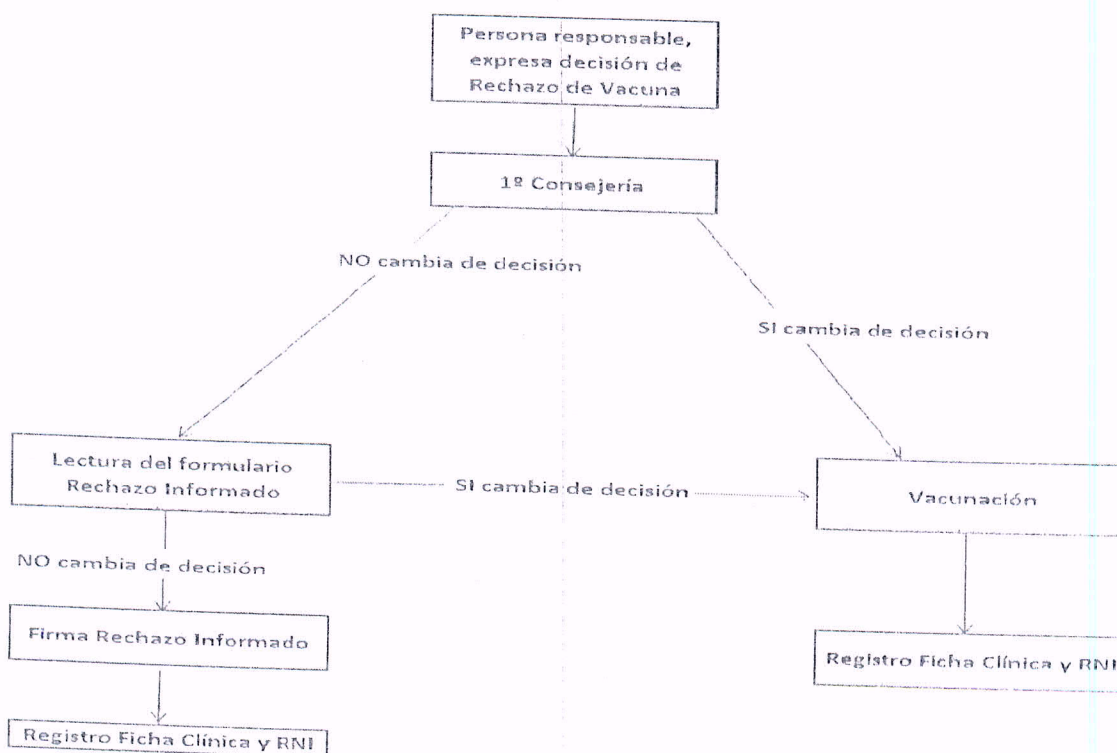 Persona responsable,
expresa decisión de
Rechazo de Vacuna
1º Consejería
NO cambia de decisión
SI cambia de decisión
Lectura del formulario
Rechazo Informado
SI cambia de decisión
Vacunación
NO cambia de decisión
Firma Rechazo Informado
Registro Ficha Clínica y RNI
Registro Ficha Clínica y RNI